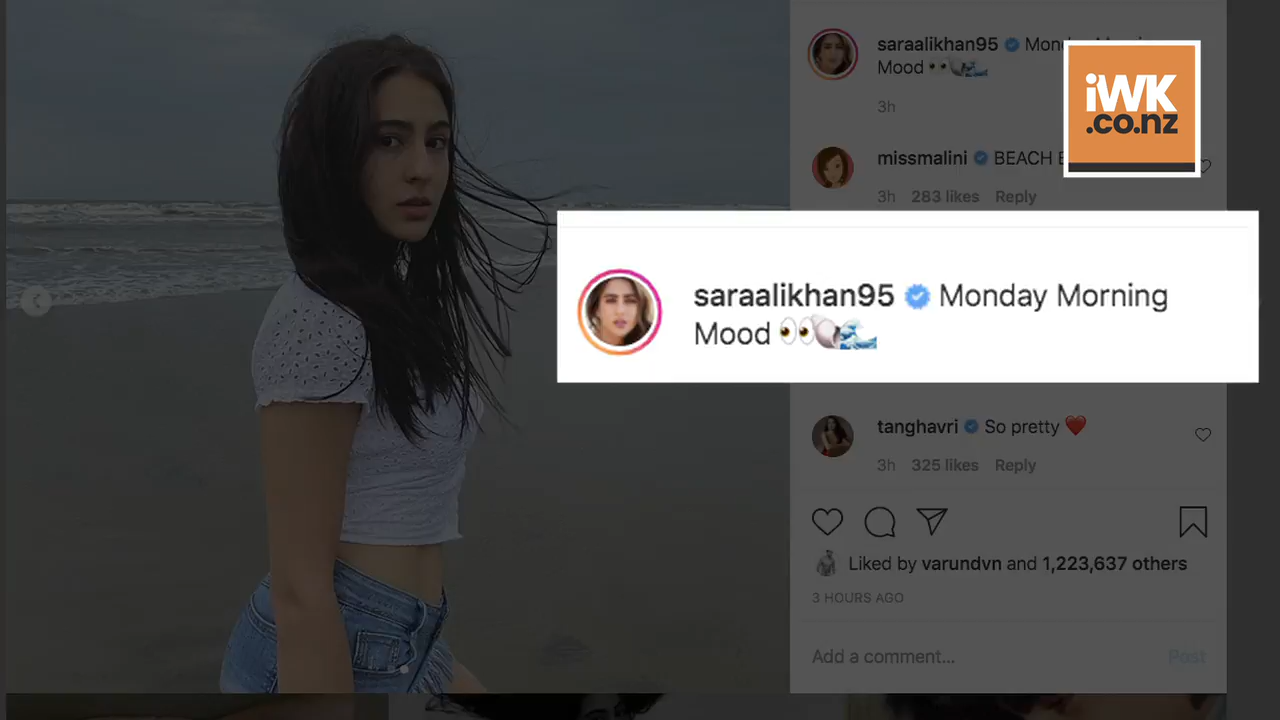 saraalikhan95 Mond
Mood 👀🐚🌊
3h
iWK
.co.nz
missmalini BEACH
3h 283 likes Reply
saraalikhan95 Monday Morning
Mood 👀🐚🌊
tanghavri So pretty ❤️
3h 325 likes Reply
Liked by varundvn and 1,223,637 others
3 HOURS AGO
Add a comment... Post